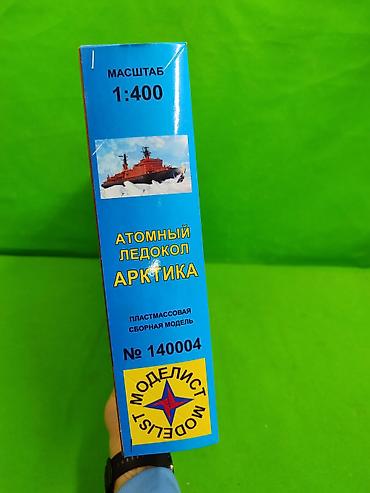 МАСШТАБ
1:400
АТОМНЫЙ
ЛЕДОКОЛ
АРКТИКА
ПЛАСТМАССОВАЯ
СБОРНАЯ МОДЕЛЬ
№ 140004
МОДЕЛИСТ
MODELIST